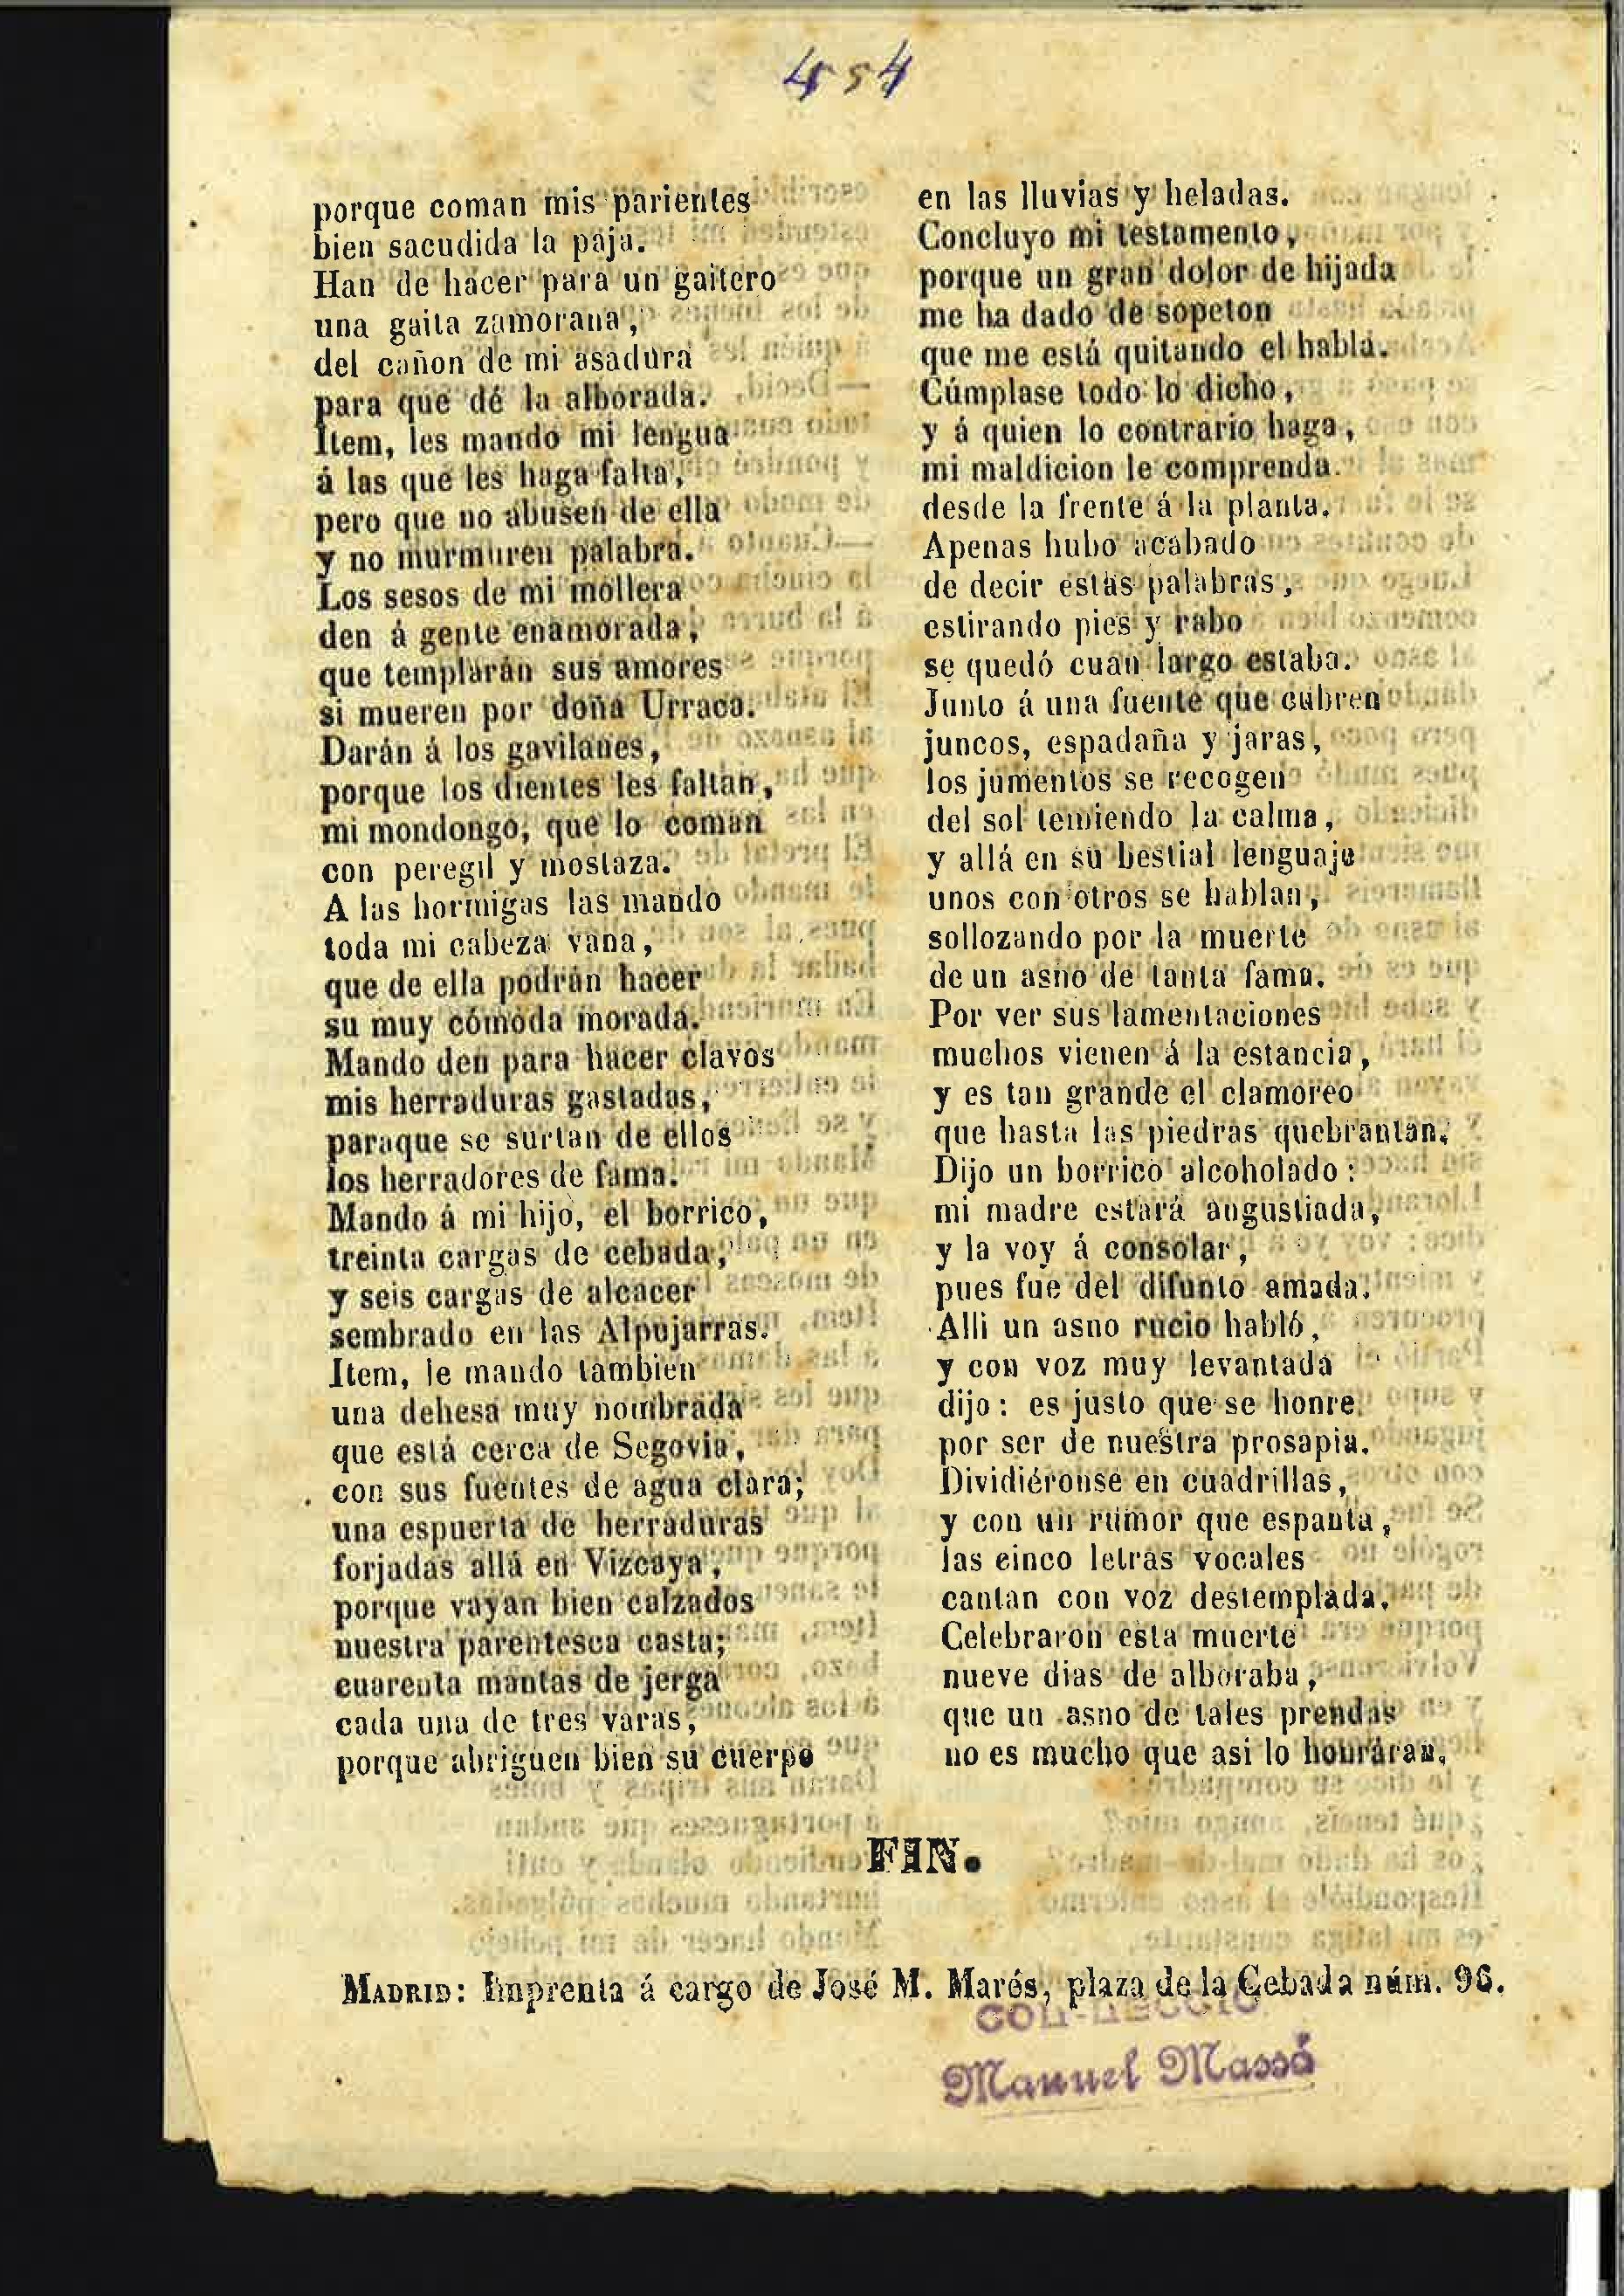 454
porque coman mis parientes
bien sacudida la paja.
Han de hacer para un gaitero
una gaita zamorana,
del cañon de mi asadura
para que dé la alborada.
Item, les mando mi lengua
á las que les haga falta,
pero que no abusen de ella
y no murmuren palabra.
Los sesos de mi mollera
den á gente enamorada,
que templarán sus amores
si mueren por doña Urraca.
Darán á los gavilanes,
porque los dientes les faltan,
mi mondongo, que lo coman
con peregil y mostaza.
A las hormigas las mando
toda mi cabeza vana,
que de ella podrán hacer
su muy cómoda morada.
Mando den para hacer clavos
mis herraduras gastadas,
paraque se surtan de ellos
los herradores de fama.
Mando á mi hijo, el borrico,
treinta cargas de cebada,
y seis cargas de alcacer
sembrado en las Alpujarras.
Item, le mando tambien
una dehesa muy nombrada
que está cerca de Segovia,
con sus fuentes de agua clara;
una espuerta de herraduras
forjadas allá en Vizcaya,
porque vayan bien calzados
nuestra parentesca casta;
cuarenta mantas de jerga
cada una de tres varas,
porque abriguen bien su cuerpo
en las lluvias y heladas.
Concluyo mi testamento,
porque un gran dolor de hijada
me ha dado de sopeton
que me está quitando el habla.
Cúmplase todo lo dicho,
y á quien lo contrario haga,
mi maldicion le comprenda
desde la frente á la planta.
Apenas hubo acabado
de decir estas palabras,
estirando pies y rabo
se quedó cuan largo estaba.
Junto á una fuente que cubren
juncos, espadaña y jaras,
los jumentos se recogen
del sol temiendo la calma,
y allá en su bestial lenguaje
unos con otros se hablan,
sollozando por la muerte
de un asno de tanta fama.
Por ver sus lamentaciones
muchos vienen á la estancia,
y es tan grande el clamoreo
que hasta las piedras quebrantan.
Dijo un borrico alcoholado:
mi madre estará angustiada,
y la voy á consolar,
pues fue del difunto amada.
Alli un asno rucio habló,
y con voz muy levantada
dijo: es justo que se honre
por ser de nuestra prosapia.
Dividiéronse en cuadrillas,
y con un rumor que espanta,
las cinco letras vocales
cantan con voz destemplada.
Celebraron esta muerte
nueve dias de alboraba,
que un asno de tales prendas
no es mucho que asi lo honráran.
FIN.
MADRID: Imprenta á cargo de José M. Marés, plaza de la Cebada núm. 96.
COL·LECCIÓ
Manuel Massó